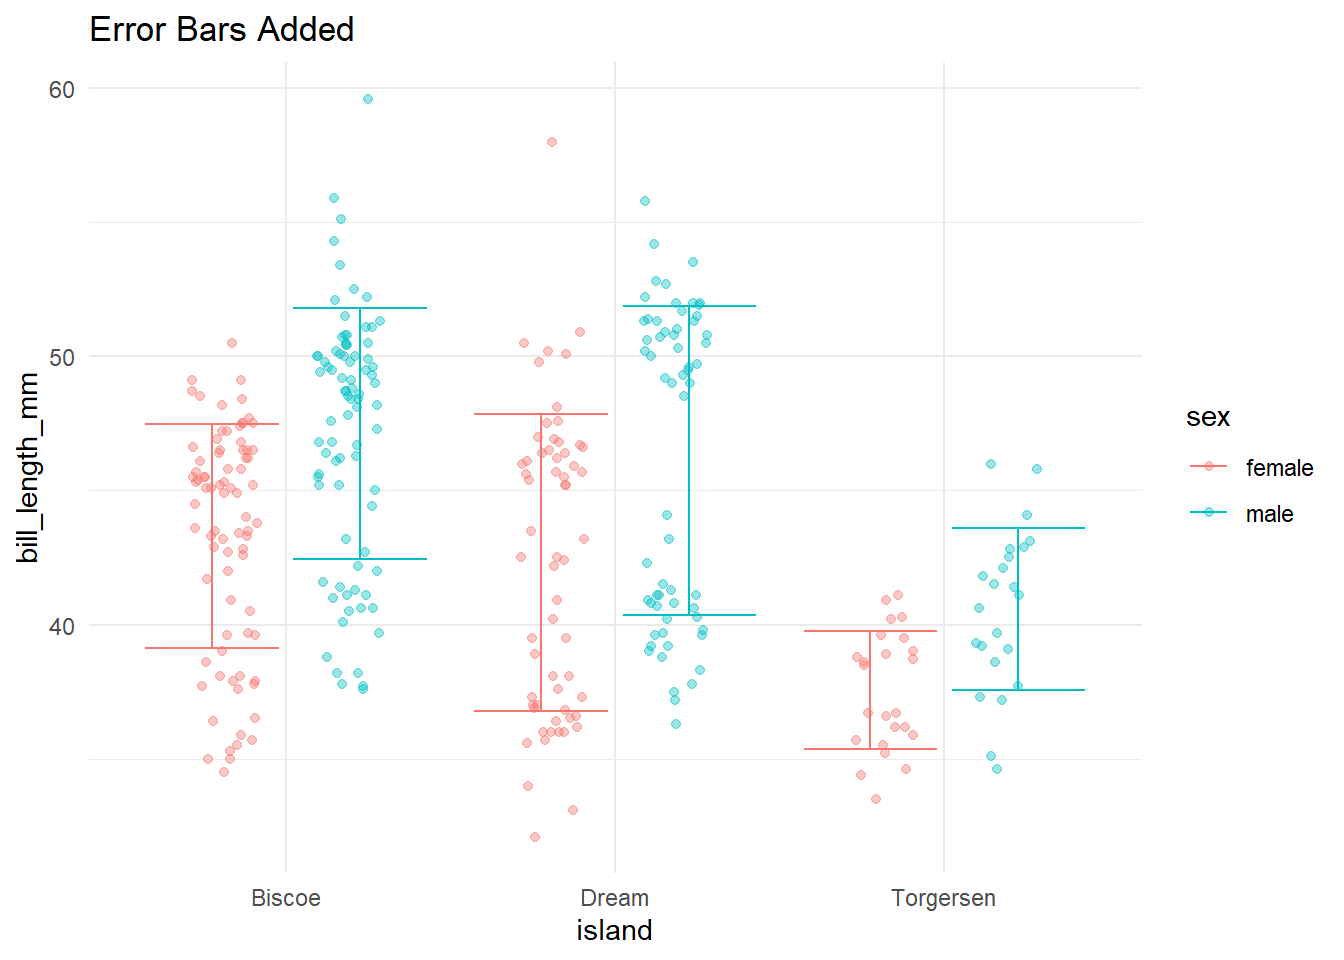 Error Bars Added
60
50
40
bill_length_mm
Biscoe
Dream
Torgersen
island
sex
female
male